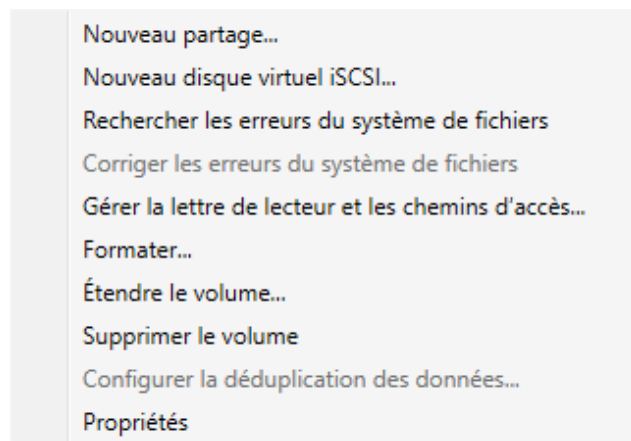 Nouveau partage...
Nouveau disque virtuel iSCSI...
Rechercher les erreurs du système de fichiers
Corriger les erreurs du système de fichiers
Gérer la lettre de lecteur et les chemins d'accès...
Formater...
Étendre le volume...
Supprimer le volume
Configurer la déduplication des données...
Propriétés